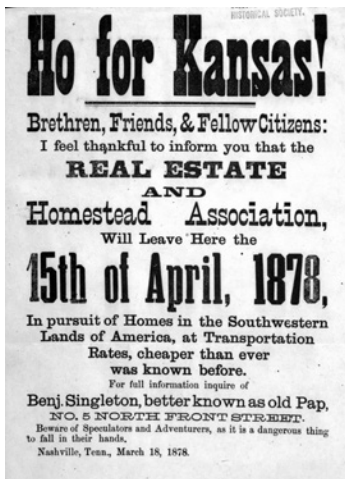 HISTORICAL SOCIETY.
Ho for Kansas!
Brethren, Friends, & Fellow Citizens:
I feel thankful to inform you that the
REAL ESTATE
AND
Homestead Association,
Will Leave Here the
15th of April, 1878,
In pursuit of Homes in the Southwestern
Lands of America, at Transportation
Rates, cheaper than ever
was known before.
For full information inquire of
Benj. Singleton, better known as old Pap,
NO. 5 NORTH FRONT STREET.
Beware of Speculators and Adventurers, as it is a dangerous thing
to fall in their hands.
Nashville, Tenn., March 18, 1878.